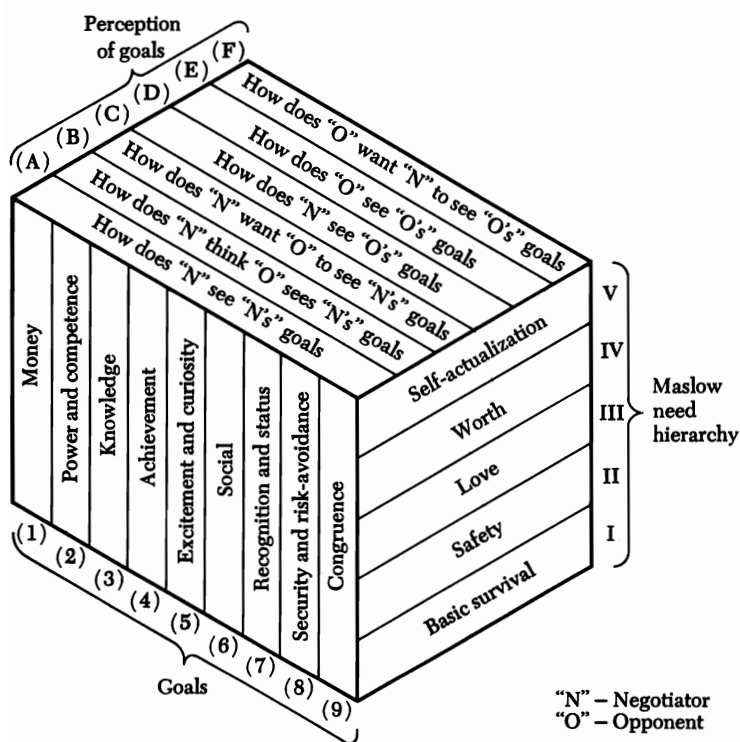 Perception
of goals
(A)
(B)
(C)
(D)
(E)
(F)
How does "O" want "N" to see "O's" goals
How does "O" see "O's" goals
How does "N" see "O's" goals
How does "N" want "O" to see "N's" goals
How does "N" think "O" sees "N's" goals
How does "N" see "N's" goals
Money
Power and competence
Knowledge
Achievement
Excitement and curiosity
Social
Recognition and status
Security and risk-avoidance
Congruence
(1)
(2)
(3)
(4)
(5)
(6)
(7)
(8)
(9)
Goals
Self-actualization
Worth
Love
Safety
Basic survival
V
IV
III
II
I
Maslow
need
hierarchy
"N" – Negotiator
"O" – Opponent